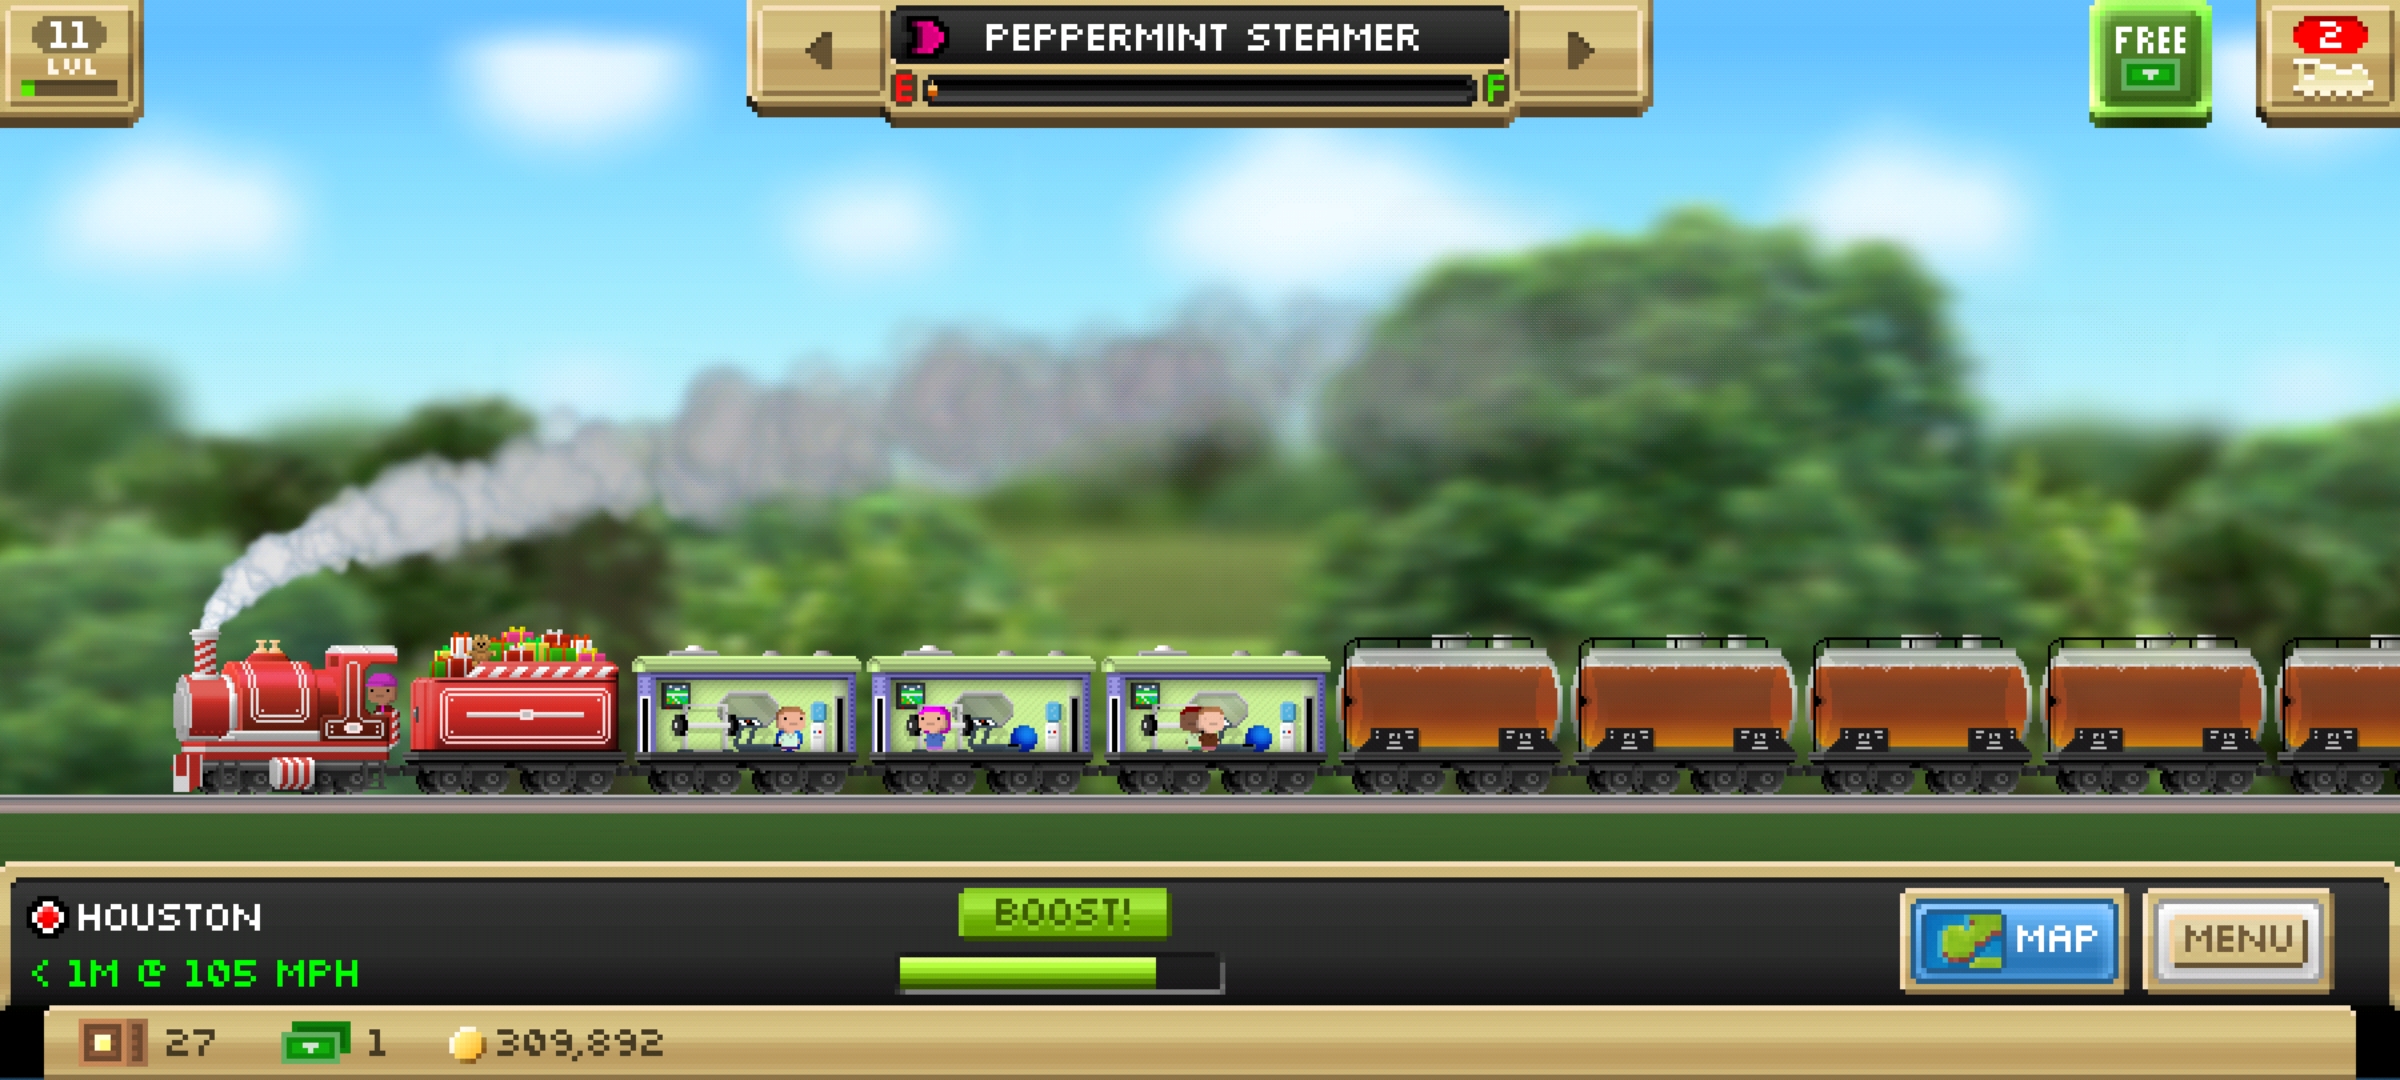 11
LVL
PEPPERMINT STEAMER
E F
FREE
2
HOUSTON
< 1M @ 105 MPH
BOOST!
MAP
MENU
27
1
309,892